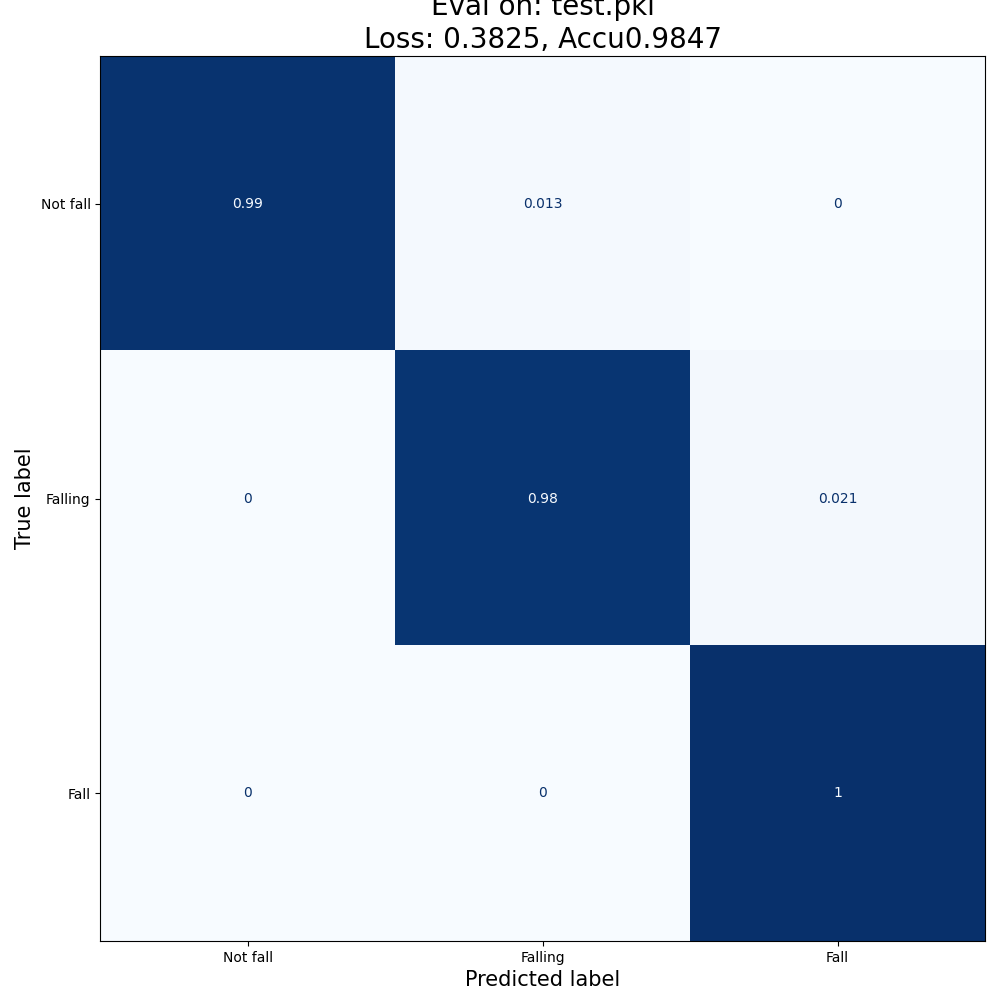 Eval on: test.pkl
Loss: 0.3825, Accu0.9847
Not fall
0.99
0.013
0
True label
Falling
0
0.98
0.021
Fall
0
0
1
Not fall
Falling
Fall
Predicted label